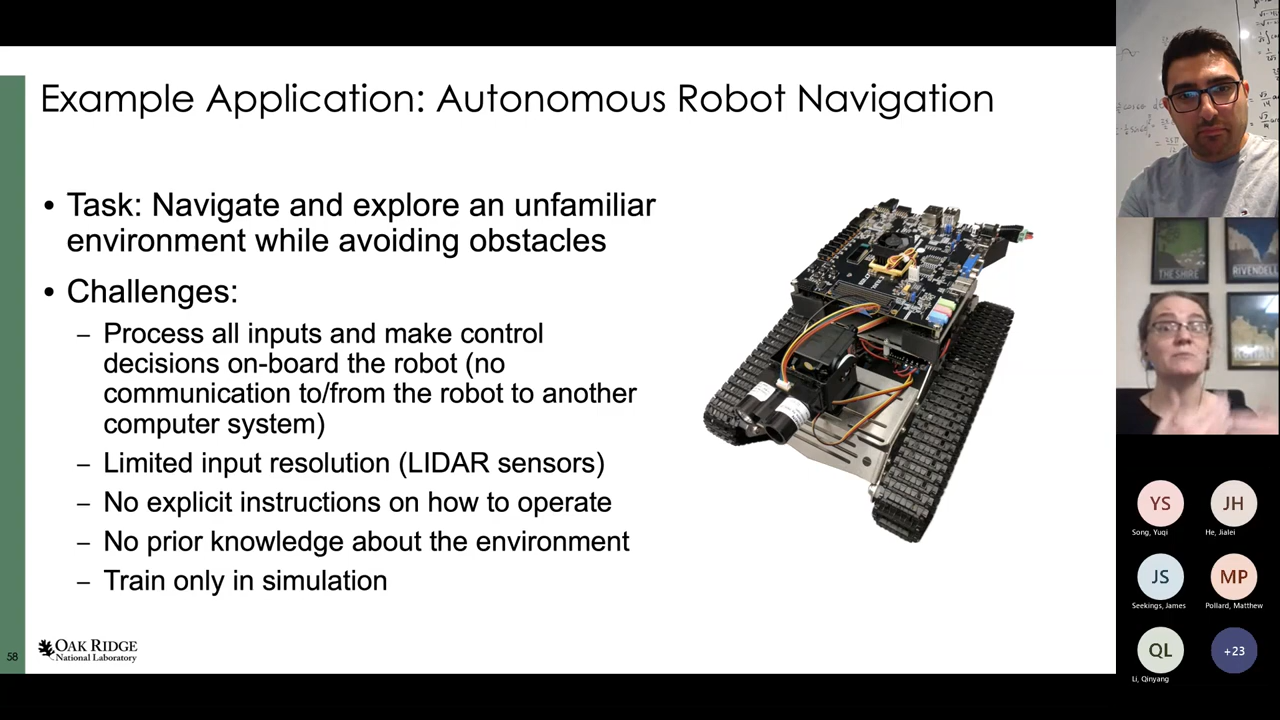 Example Application: Autonomous Robot Navigation
• Task: Navigate and explore an unfamiliar
environment while avoiding obstacles
• Challenges:
– Process all inputs and make control
decisions on-board the robot (no
communication to/from the robot to another
computer system)
– Limited input resolution (LIDAR sensors)
– No explicit instructions on how to operate
– No prior knowledge about the environment
– Train only in simulation
58
OAK RIDGE
National Laboratory
THE SHIRE
RIVENDELL
YS
JH
Song, Yuqi
He, Jialei
JS
MP
Seekings, James
Pollard, Matthew
QL
+23
Li, Qinyang